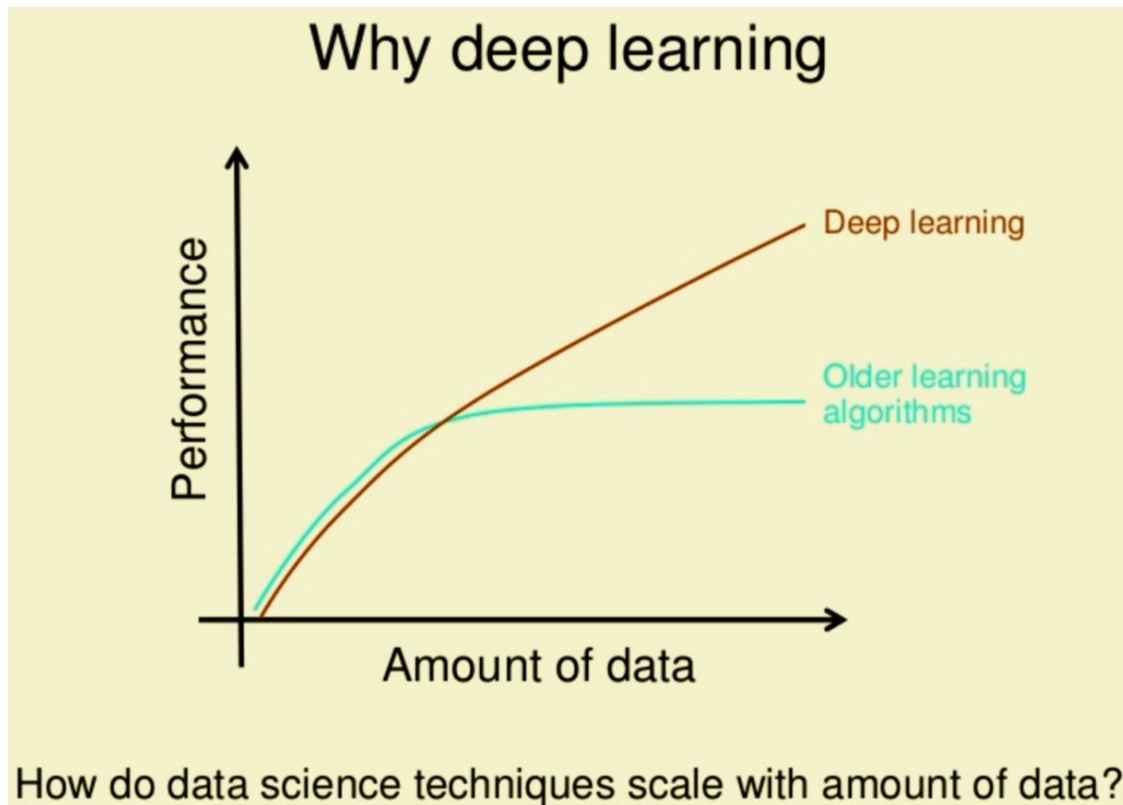 Why deep learning
Performance
Deep learning
Older learning
algorithms
Amount of data
How do data science techniques scale with amount of data?